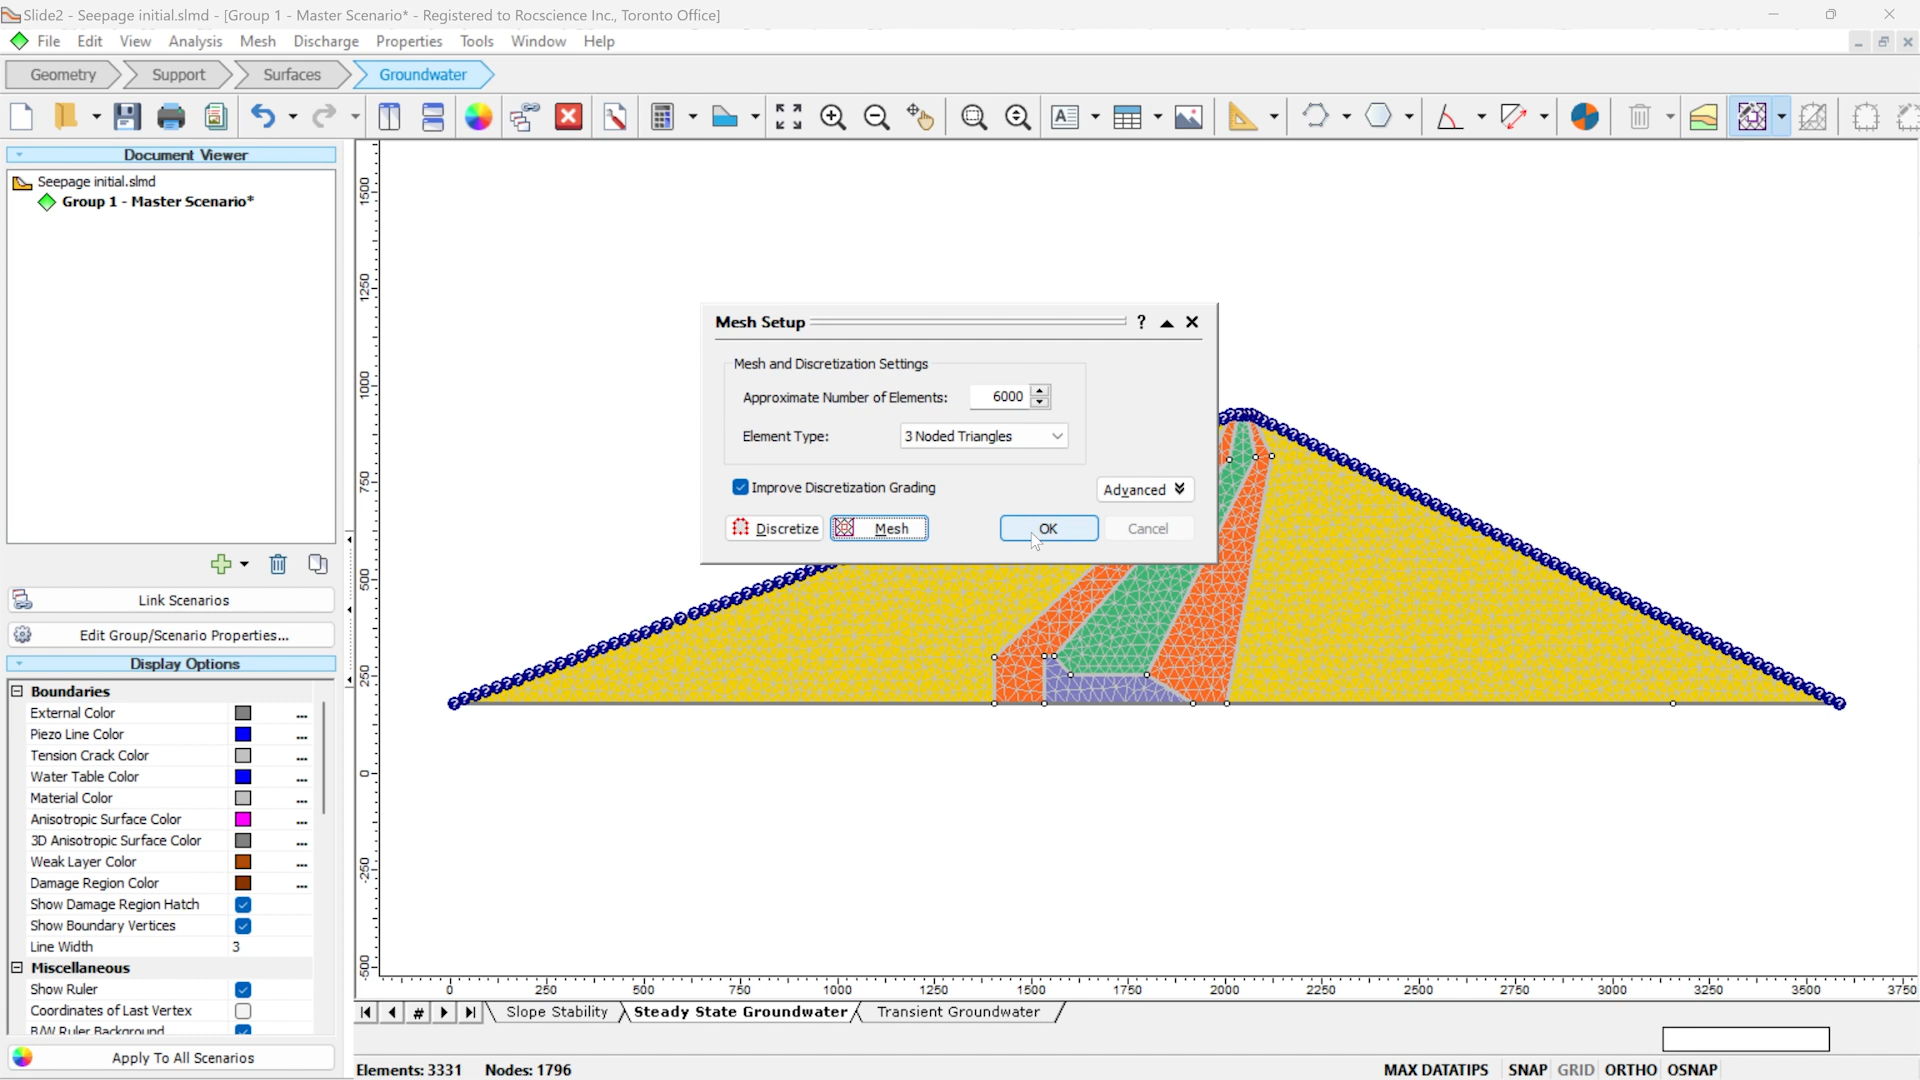 Slide2 - Seepage initial.slmd - [Group 1 - Master Scenario* - Registered to Rocscience Inc., Toronto Office]
File Edit View Analysis Mesh Discharge Properties Tools Window Help
Geometry Support Surfaces Groundwater
Document Viewer
Seepage initial.slmd
Group 1 - Master Scenario*
Link Scenarios
Edit Group/Scenario Properties...
Display Options
Boundaries
External Color ...
Piezo Line Color ...
Tension Crack Color ...
Water Table Color ...
Material Color ...
Anisotropic Surface Color ...
3D Anisotropic Surface Color ...
Weak Layer Color ...
Damage Region Color ...
Show Damage Region Hatch
Show Boundary Vertices
Line Width 3
Miscellaneous
Show Ruler
Coordinates of Last Vertex
B/W Ruler Background
Apply To All Scenarios
1500
1250
1000
750
500
250
0
-250
-500
Mesh Setup ?
Mesh and Discretization Settings
Approximate Number of Elements: 6000
Element Type: 3 Noded Triangles
Improve Discretization Grading
Advanced
Discretize Mesh OK Cancel
0 250 500 750 1000 1250 1500 1750 2000 2250 2500 2750 3000 3250 3500 3750
# Slope Stability Steady State Groundwater Transient Groundwater
Elements: 3331 Nodes: 1796 MAX DATATIPS SNAP GRID ORTHO OSNAP